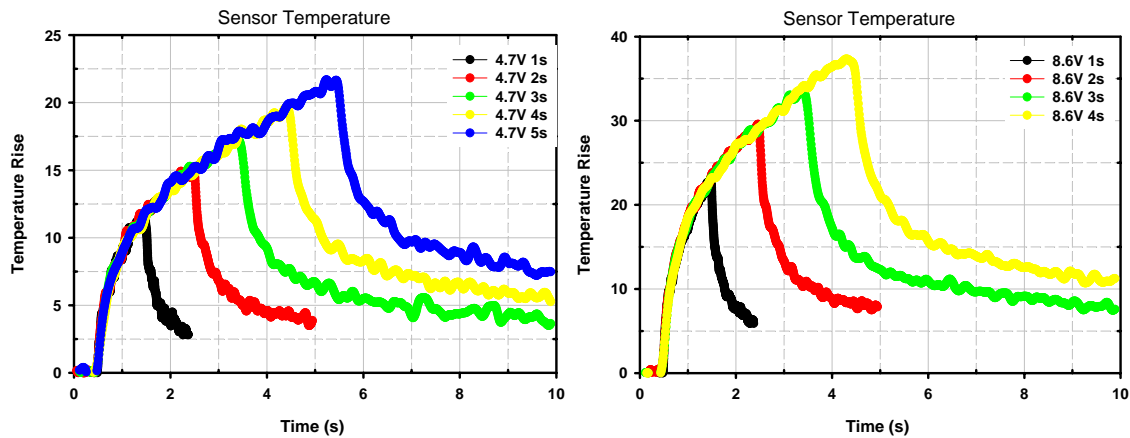 Sensor Temperature
25
20
15
10
5
0
0 2 4 6 8 10
Temperature Rise
Time (s)
4.7V 1s
4.7V 2s
4.7V 3s
4.7V 4s
4.7V 5s
Sensor Temperature
40
30
20
10
0
0 2 4 6 8 10
Temperature Rise
Time (s)
8.6V 1s
8.6V 2s
8.6V 3s
8.6V 4s